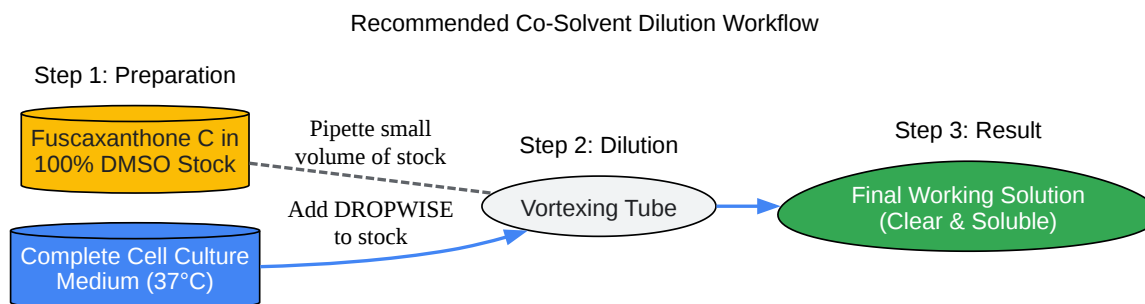 Recommended Co-Solvent Dilution Workflow
Step 1: Preparation
Fuscaxanthone C in
100% DMSO Stock
Pipette small
volume of stock
Add DROPWISE
to stock
Complete Cell Culture
Medium (37°C)
Step 2: Dilution
Vortexing Tube
Step 3: Result
Final Working Solution
(Clear & Soluble)